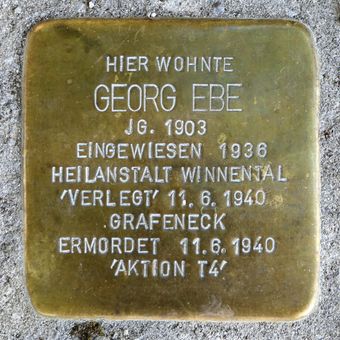 HIER WOHNTE
GEORG EBE
JG. 1903
EINGEWIESEN 1936
HEILANSTALT WINNENTAL
'VERLEGT' 11.6.1940
GRAFENECK
ERMORDET 11.6.1940
'AKTION T4'